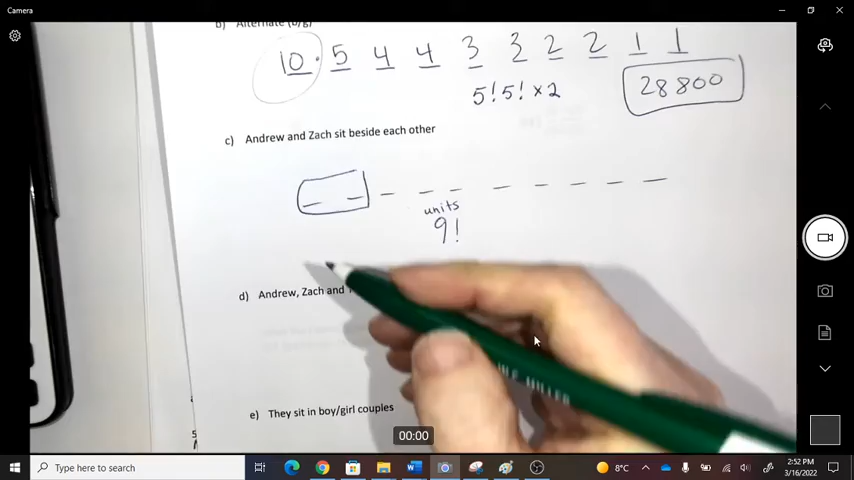 Camera
b) Alternate (b/g)
10 · 5 4 4 3 3 2 2 1 1
5!5! × 2
28800
c) Andrew and Zach sit beside each other
units
9!
d) Andrew, Zach and
e) They sit in boy/girl couples
00:00
Type here to search
8°C
2:52 PM
3/16/2022